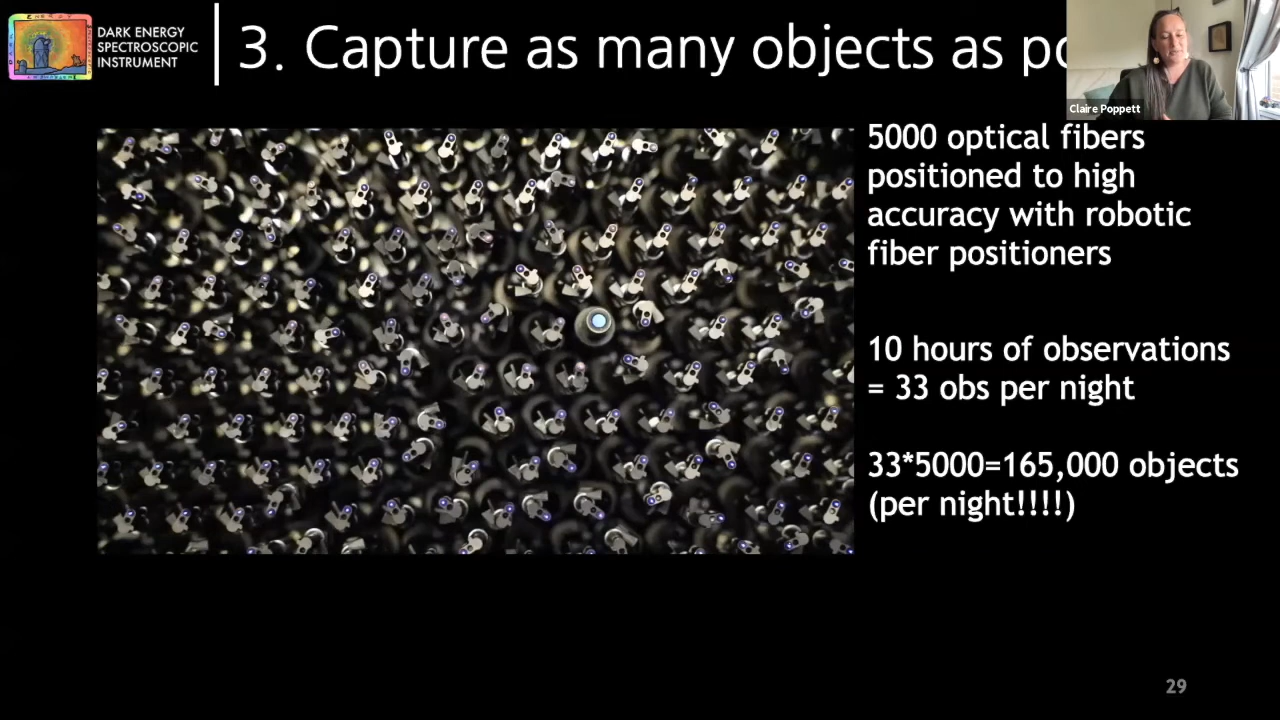 DARK ENERGY
SPECTROSCOPIC
INSTRUMENT
3. Capture as many objects as po
Claire Poppett
5000 optical fibers
positioned to high
accuracy with robotic
fiber positioners
10 hours of observations
= 33 obs per night
33*5000=165,000 objects
(per night!!!!)
29